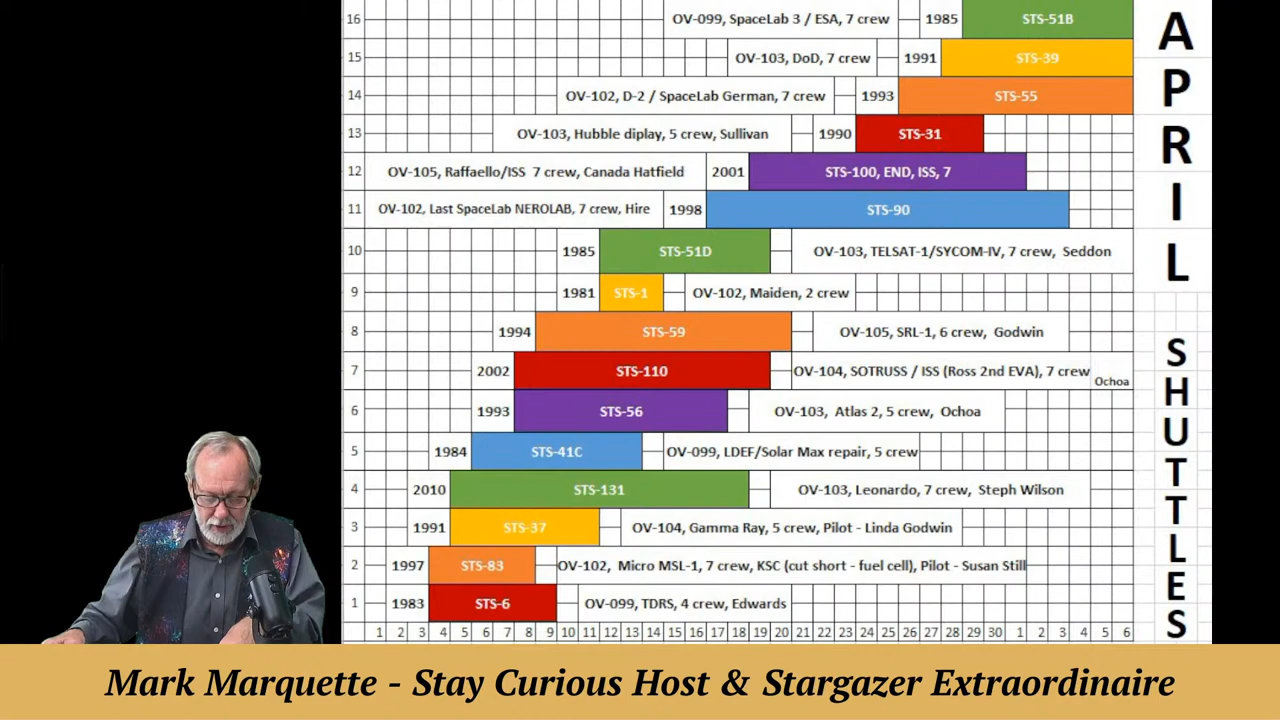 16 OV-099, SpaceLab 3 / ESA, 7 crew 1985 STS-51B
15 OV-103, DoD, 7 crew 1991 STS-39
14 OV-102, D-2 / SpaceLab German, 7 crew 1993 STS-55
13 OV-103, Hubble diplay, 5 crew, Sullivan 1990 STS-31
12 OV-105, Raffaello/ISS 7 crew, Canada Hatfield 2001 STS-100, END, ISS, 7
11 OV-102, Last SpaceLab NEROLAB, 7 crew, Hire 1998 STS-90
10 1985 STS-51D OV-103, TELSAT-1/SYCOM-IV, 7 crew, Seddon
9 1981 STS-1 OV-102, Maiden, 2 crew
8 1994 STS-59 OV-105, SRL-1, 6 crew, Godwin
7 2002 STS-110 OV-104, SOTRUSS / ISS (Ross 2nd EVA), 7 crew Ochoa
6 1993 STS-56 OV-103, Atlas 2, 5 crew, Ochoa
5 1984 STS-41C OV-099, LDEF/Solar Max repair, 5 crew
4 2010 STS-131 OV-103, Leonardo, 7 crew, Steph Wilson
3 1991 STS-37 OV-104, Gamma Ray, 5 crew, Pilot - Linda Godwin
2 1997 STS-83 OV-102, Micro MSL-1, 7 crew, KSC (cut short - fuel cell), Pilot - Susan Still
1 1983 STS-6 OV-099, TDRS, 4 crew, Edwards
1 2 3 4 5 6 7 8 9 10 11 12 13 14 15 16 17 18 19 20 21 22 23 24 25 26 27 28 29 30 1 2 3 4 5 6
APRIL
SHUTTLES
Mark Marquette - Stay Curious Host & Stargazer Extraordinaire